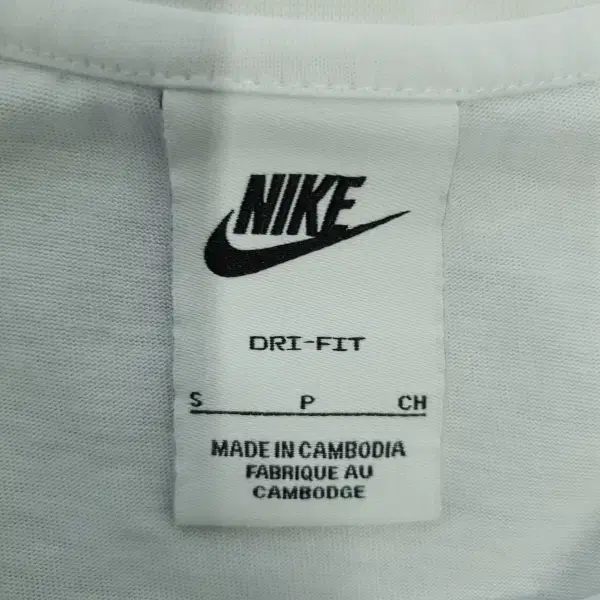 NIKE
DRI-FIT
S P CH
MADE IN CAMBODIA
FABRIQUE AU
CAMBODGE